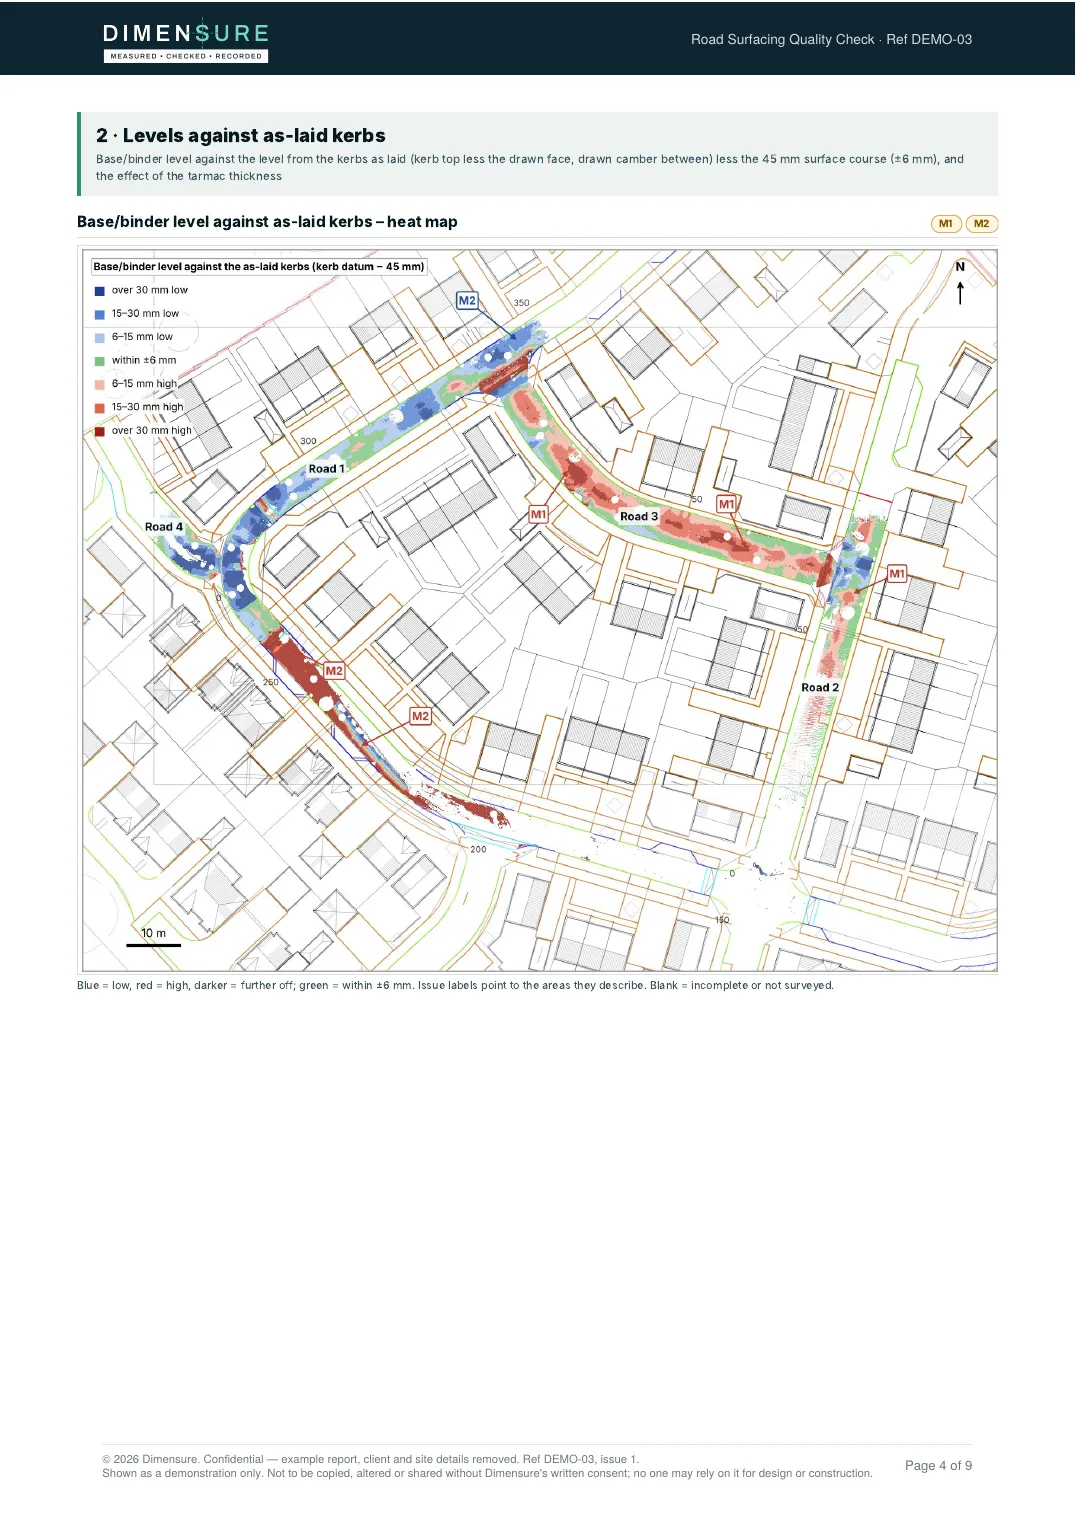 DIMENSURE
MEASURED • CHECKED • RECORDED
Road Surfacing Quality Check · Ref DEMO-03
2 · Levels against as-laid kerbs
Base/binder level against the level from the kerbs as laid (kerb top less the drawn face, drawn camber between) less the 45 mm surface course (±6 mm), and
the effect of the tarmac thickness
Base/binder level against as-laid kerbs – heat map
M1 M2
Base/binder level against the as-laid kerbs (kerb datum − 45 mm)
over 30 mm low
15–30 mm low
6–15 mm low
within ±6 mm
6–15 mm high
15–30 mm high
over 30 mm high
N
M2
350
300
Road 1
Road 4
M1
Road 3
50
M1
M1
0
50
M2
250
Road 2
M2
200
0
150
10 m
Blue = low, red = high, darker = further off; green = within ±6 mm. Issue labels point to the areas they describe. Blank = incomplete or not surveyed.
© 2026 Dimensure. Confidential — example report, client and site details removed. Ref DEMO-03, issue 1.
Shown as a demonstration only. Not to be copied, altered or shared without Dimensure's written consent; no one may rely on it for design or construction.
Page 4 of 9